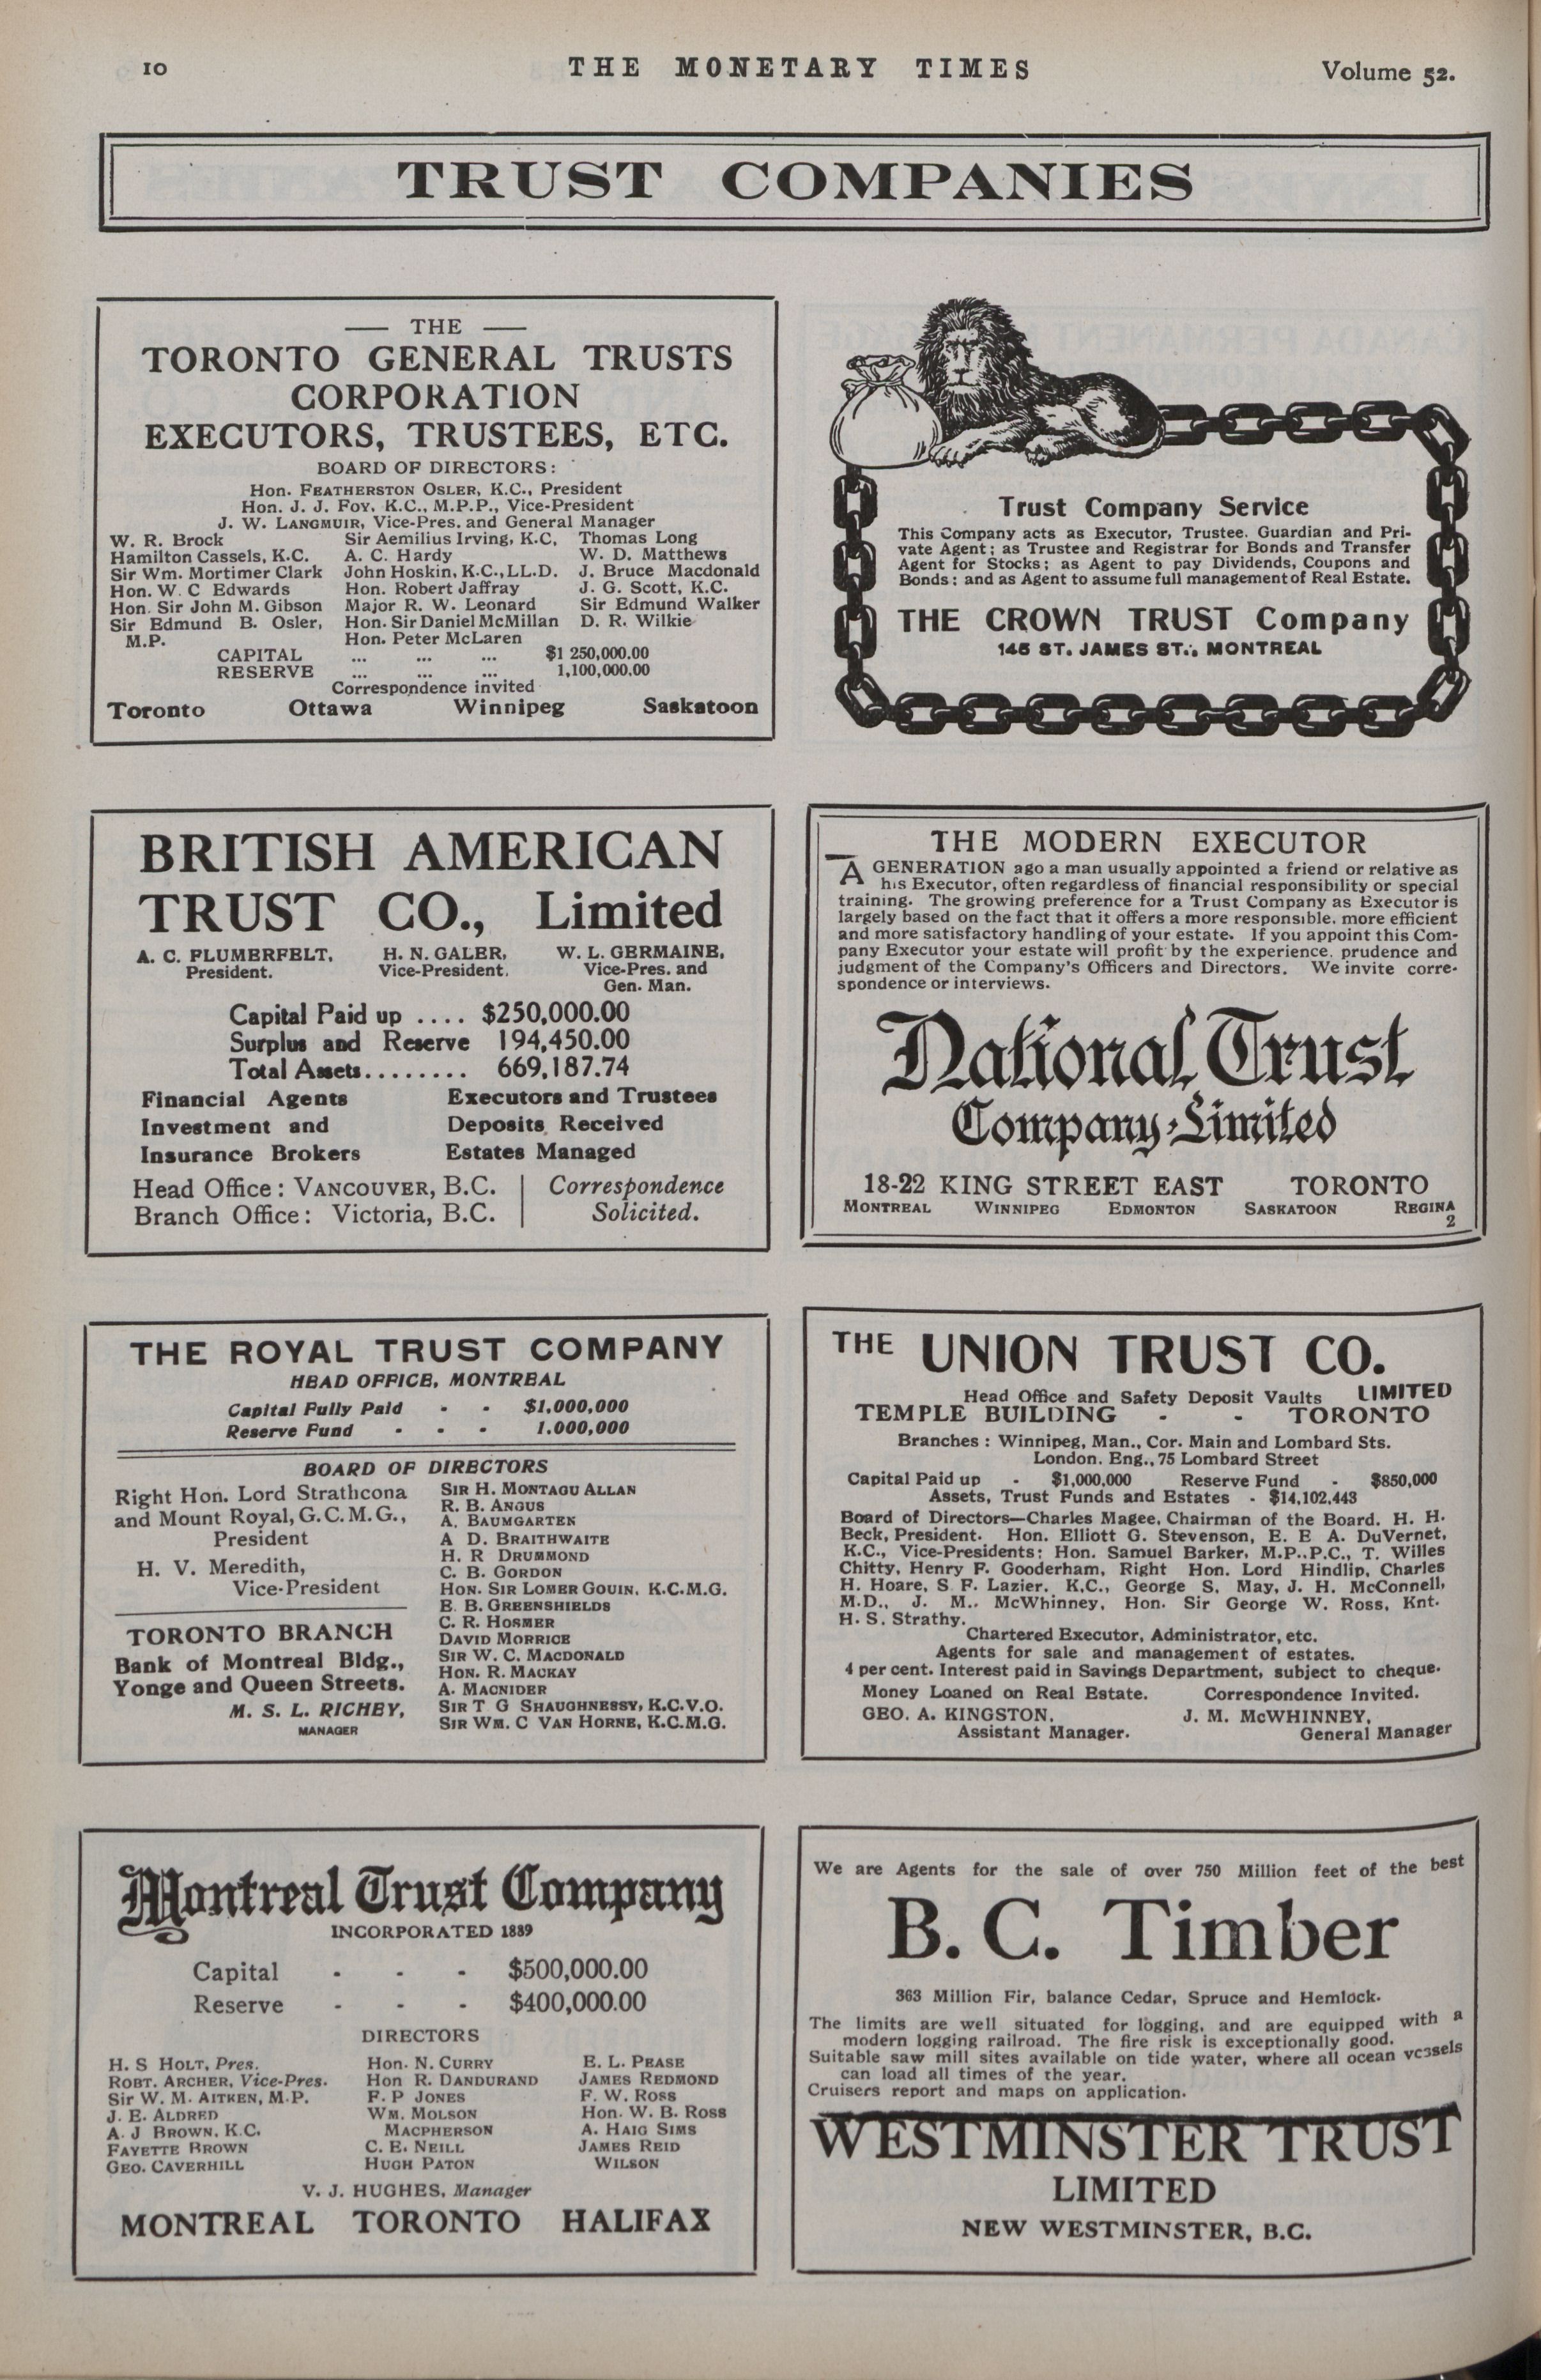 10
THE MONETARY TIMES
Volume 52.
TRUST COMPANIES
THE
TORONTO GENERAL TRUSTS
CORPORATION
EXECUTORS, TRUSTEES, ETC.
BOARD OF DIRECTORS:
Hon. FEATHERSTON OSLER, K.C., President
Hon. J. J. FOY, K.C., M.P.P., Vice-President
J. W. LANGMUIR, Vice-Pres. and General Manager
W. R. Brock Sir Aemilius Irving, K.C. Thomas Long
Hamilton Cassels, K.C. A. C. Hardy W. D. Matthews
Sir Wm. Mortimer Clark John Hoskin, K.C., LL.D. J. Bruce Macdonald
Hon. W. C Edwards Hon. Robert Jaffray J. G. Scott, K.C.
Hon. Sir John M. Gibson Major R. W. Leonard Sir Edmund Walker
Sir Edmund B. Osler, Hon. Sir Daniel McMillan D. R. Wilkie
M.P. Hon. Peter McLaren
CAPITAL ... ... ... $1 250,000.00
RESERVE ... ... ... 1,100,000.00
Correspondence invited
Toronto Ottawa Winnipeg Saskatoon
Trust Company Service
This Company acts as Executor, Trustee, Guardian and Pri-
vate Agent; as Trustee and Registrar for Bonds and Transfer
Agent for Stocks; as Agent to pay Dividends, Coupons and
Bonds; and as Agent to assume full management of Real Estate.
THE CROWN TRUST Company
145 ST. JAMES ST., MONTREAL
BRITISH AMERICAN
TRUST CO., Limited
A. C. FLUMERFELT, H. N. GALER, W. L. GERMAINE,
President. Vice-President. Vice-Pres. and
Gen. Man.
Capital Paid up .... $250,000.00
Surplus and Reserve 194,450.00
Total Assets........ 669,187.74
Financial Agents Executors and Trustees
Investment and Deposits Received
Insurance Brokers Estates Managed
Head Office: VANCOUVER, B.C. Correspondence
Branch Office: Victoria, B.C. Solicited.
THE MODERN EXECUTOR
A GENERATION ago a man usually appointed a friend or relative as
his Executor, often regardless of financial responsibility or special
training. The growing preference for a Trust Company as Executor is
largely based on the fact that it offers a more responsible, more efficient
and more satisfactory handling of your estate. If you appoint this Com-
pany Executor your estate will profit by the experience, prudence and
judgment of the Company's Officers and Directors. We invite corre-
spondence or interviews.
National Trust
Company, Limited
18-22 KING STREET EAST TORONTO
MONTREAL WINNIPEG EDMONTON SASKATOON REGINA
2
THE ROYAL TRUST COMPANY
HEAD OFFICE, MONTREAL
Capital Fully Paid - - $1,000,000
Reserve Fund - - - 1.000,000
BOARD OF DIRECTORS
Right Hon. Lord Strathcona
and Mount Royal, G.C.M.G.,
President
H. V. Meredith,
Vice-President
TORONTO BRANCH
Bank of Montreal Bldg.,
Yonge and Queen Streets.
M. S. L. RICHEY,
MANAGER
SIR H. MONTAGU ALLAN
R. B. ANGUS
A. BAUMGARTEN
A D. BRAITHWAITE
H. R DRUMMOND
C. B. GORDON
HON. SIR LOMER GOUIN, K.C.M.G.
E. B. GREENSHIELDS
C. R. HOSMER
DAVID MORRICE
SIR W. C. MACDONALD
HON. R. MACKAY
A. MACNIDER
SIR T G SHAUGHNESSY, K.C.V.O.
SIR WM. C VAN HORNE, K.C.M.G.
THE UNION TRUST CO.
LIMITED
Head Office and Safety Deposit Vaults
TEMPLE BUILDING - - TORONTO
Branches: Winnipeg, Man., Cor. Main and Lombard Sts.
London, Eng., 75 Lombard Street
Capital Paid up - $1,000,000 Reserve Fund - $850,000
Assets, Trust Funds and Estates - $14,102,443
Board of Directors—Charles Magee, Chairman of the Board. H. H.
Beck, President. Hon. Elliott G. Stevenson, E. E A. DuVernet,
K.C., Vice-Presidents; Hon. Samuel Barker, M.P., P.C., T. Willes
Chitty, Henry F. Gooderham, Right Hon. Lord Hindlip, Charles
H. Hoare, S. F. Lazier, K.C., George S. May, J. H. McConnell,
M.D., J. M.. McWhinney, Hon. Sir George W. Ross, Knt.
H. S. Strathy.
Chartered Executor, Administrator, etc.
Agents for sale and management of estates.
4 per cent. Interest paid in Savings Department, subject to cheque.
Money Loaned on Real Estate. Correspondence Invited.
GEO. A. KINGSTON, J. M. McWHINNEY,
Assistant Manager. General Manager
Montreal Trust Company
INCORPORATED 1889
Capital - - - $500,000.00
Reserve - - - $400,000.00
DIRECTORS
H. S HOLT, Pres. Hon. N. CURRY E. L. PEASE
ROBT. ARCHER, Vice-Pres. Hon R. DANDURAND JAMES REDMOND
Sir W. M. AITKEN, M.P. F. P JONES F. W. ROSS
J. E. ALDRED WM. MOLSON Hon. W. B. ROSS
A. J BROWN, K.C. MACPHERSON A. HAIG SIMS
FAYETTE BROWN C. E. NEILL JAMES REID
GEO. CAVERHILL HUGH PATON WILSON
V. J. HUGHES, Manager
MONTREAL TORONTO HALIFAX
We are Agents for the sale of over 750 Million feet of the best
B. C. Timber
363 Million Fir, balance Cedar, Spruce and Hemlock.
The limits are well situated for logging, and are equipped with a
modern logging railroad. The fire risk is exceptionally good.
Suitable saw mill sites available on tide water, where all ocean vessels
can load all times of the year.
Cruisers report and maps on application.
WESTMINSTER TRUST
LIMITED
NEW WESTMINSTER, B.C.